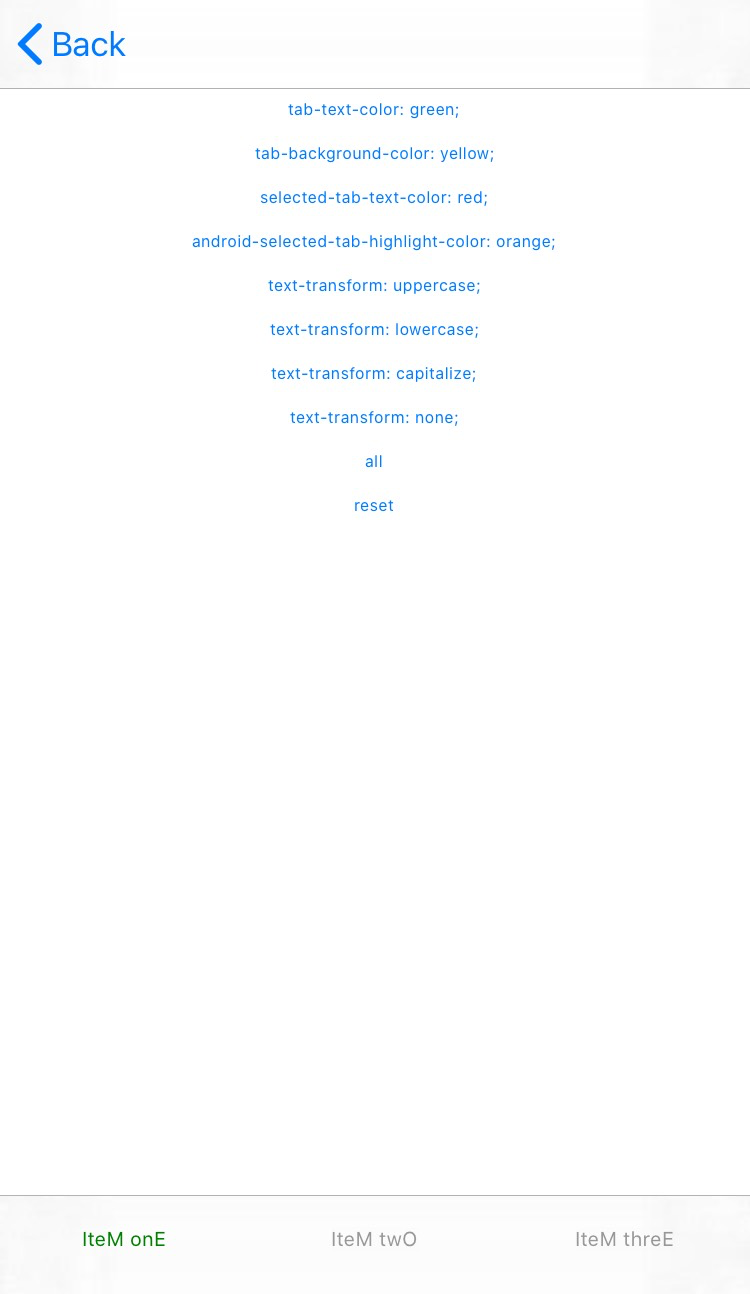 Back
tab-text-color: green;
tab-background-color: yellow;
selected-tab-text-color: red;
android-selected-tab-highlight-color: orange;
text-transform: uppercase;
text-transform: lowercase;
text-transform: capitalize;
text-transform: none;
all
reset
IteM onE
IteM twO
IteM threE